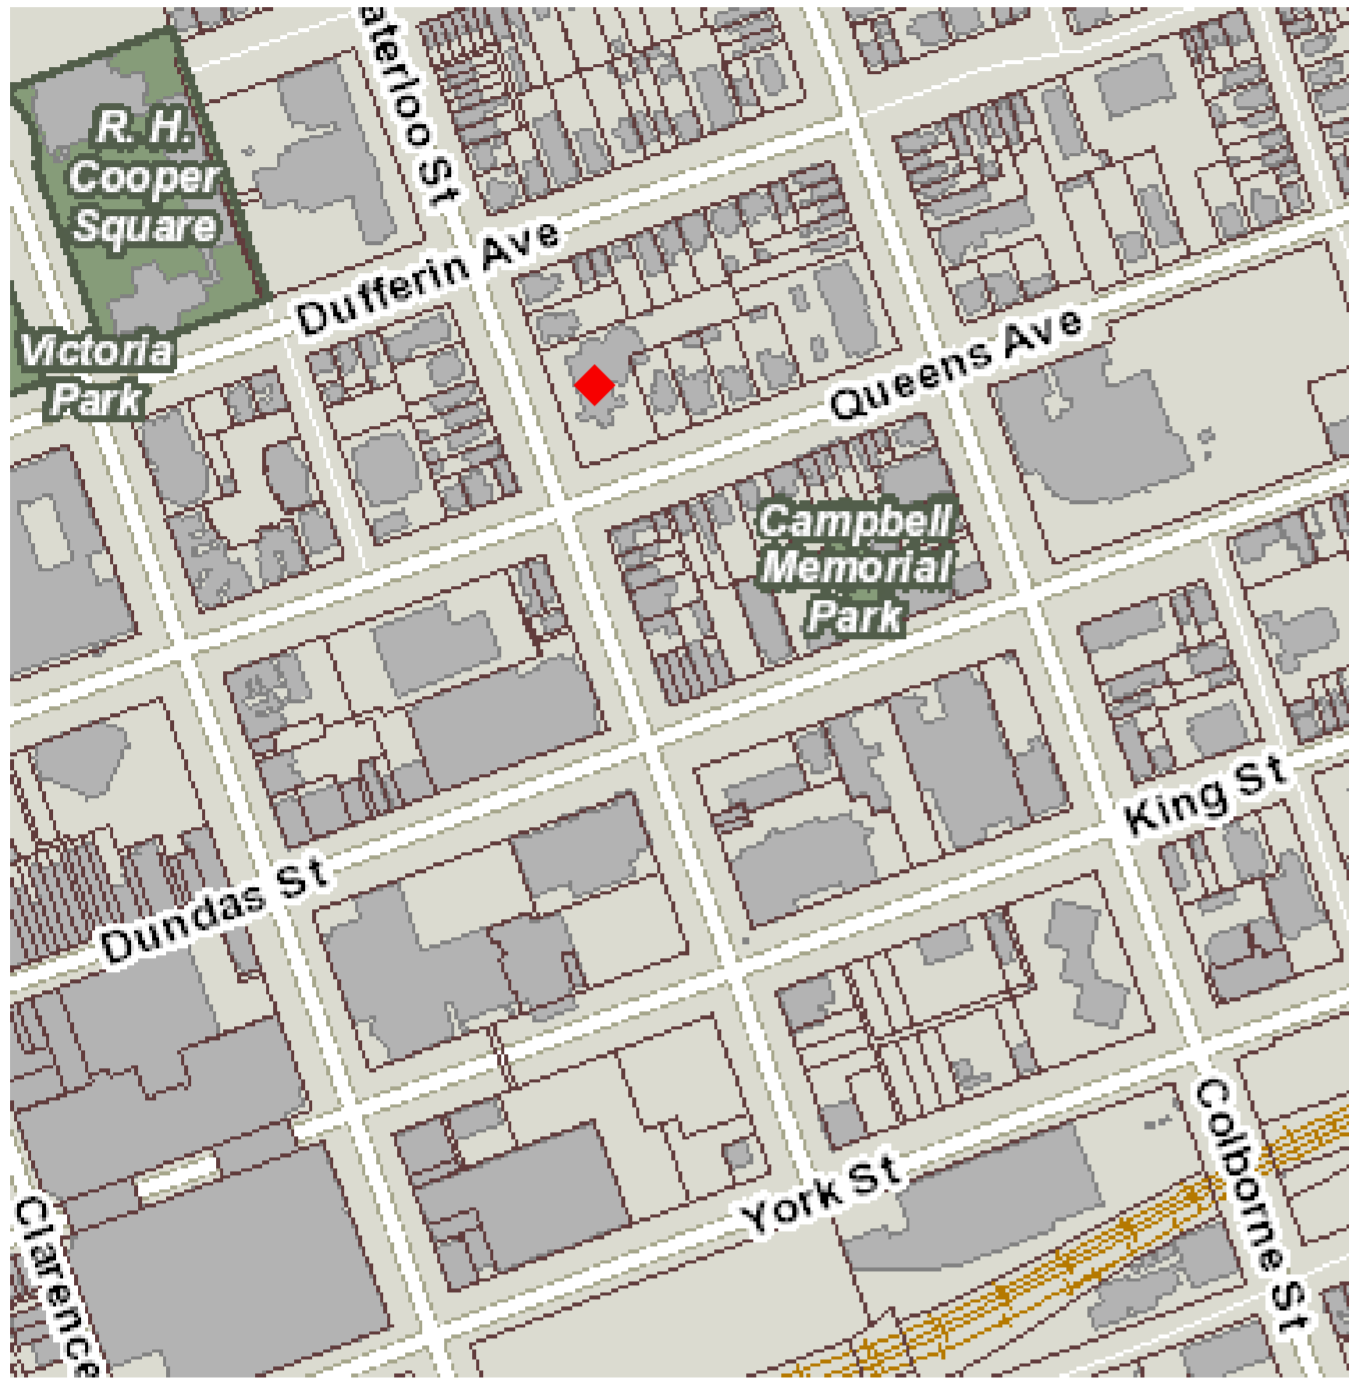 aterloo St
R. H.
Cooper
Square
Dufferin Ave
Victoria
Park
Queens Ave
Campbell
Memorial
Park
King St
Dundas St
York St
Colborne St
Clarence